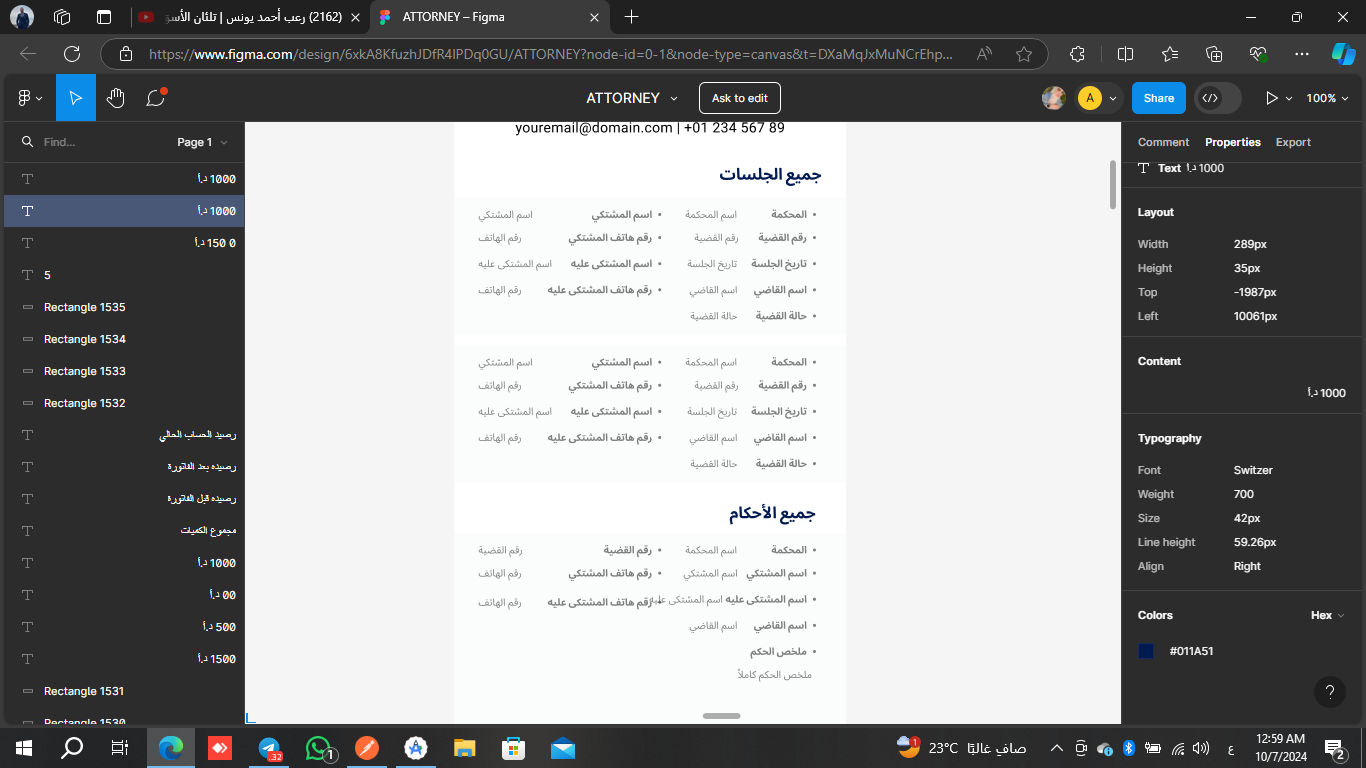 (2162) رعب أحمد يونس | تلتان الأسو
ATTORNEY – Figma
https://www.figma.com/design/6xkA8KfuzhJDfR4lPDq0GU/ATTORNEY?node-id=0-1&node-type=canvas&t=DXaMqJxMuNCrEhp...
ATTORNEY
Ask to edit
A
Share
100%
Find...
Page 1
1000 د.أ
1000 د.أ
150 0 د.أ
5
Rectangle 1535
Rectangle 1534
Rectangle 1533
Rectangle 1532
رصيد الحساب الحالي
رصيده بعد الفاتورة
رصيده قبل الفاتورة
مجموع الكميات
1000 د.أ
00 د.أ
500 د.أ
1500 د.أ
Rectangle 1531
Rectangle 1530
youremail@domain.com | +01 234 567 89
جميع الجلسات
• المحكمة اسم المحكمة • اسم المشتكي اسم المشتكي
• رقم القضية رقم القضية • رقم هاتف المشتكي رقم الهاتف
• تاريخ الجلسة تاريخ الجلسة • اسم المشتكى عليه اسم المشتكى عليه
• اسم القاضي اسم القاضي • رقم هاتف المشتكى عليه رقم الهاتف
• حالة القضية حالة القضية
• المحكمة اسم المحكمة • اسم المشتكي اسم المشتكي
• رقم القضية رقم القضية • رقم هاتف المشتكي رقم الهاتف
• تاريخ الجلسة تاريخ الجلسة • اسم المشتكى عليه اسم المشتكى عليه
• اسم القاضي اسم القاضي • رقم هاتف المشتكى عليه رقم الهاتف
• حالة القضية حالة القضية
جميع الأحكام
• المحكمة اسم المحكمة • رقم القضية رقم القضية
• اسم المشتكي اسم المشتكي • رقم هاتف المشتكي رقم الهاتف
• اسم المشتكى عليه اسم المشتكى عليه • رقم هاتف المشتكى عليه رقم الهاتف
• اسم القاضي اسم القاضي
• ملخص الحكم
ملخص الحكم كاملاً
Comment Properties Export
Text 1000 د.أ
Layout
Width 289px
Height 35px
Top -1987px
Left 10061px
Content
1000 د.أ
Typography
Font Switzer
Weight 700
Size 42px
Line height 59.26px
Align Right
Colors Hex
#011A51
?
.32
1
1
23°C صافٍ غالبًا
ع
12:59 AM
10/7/2024
2